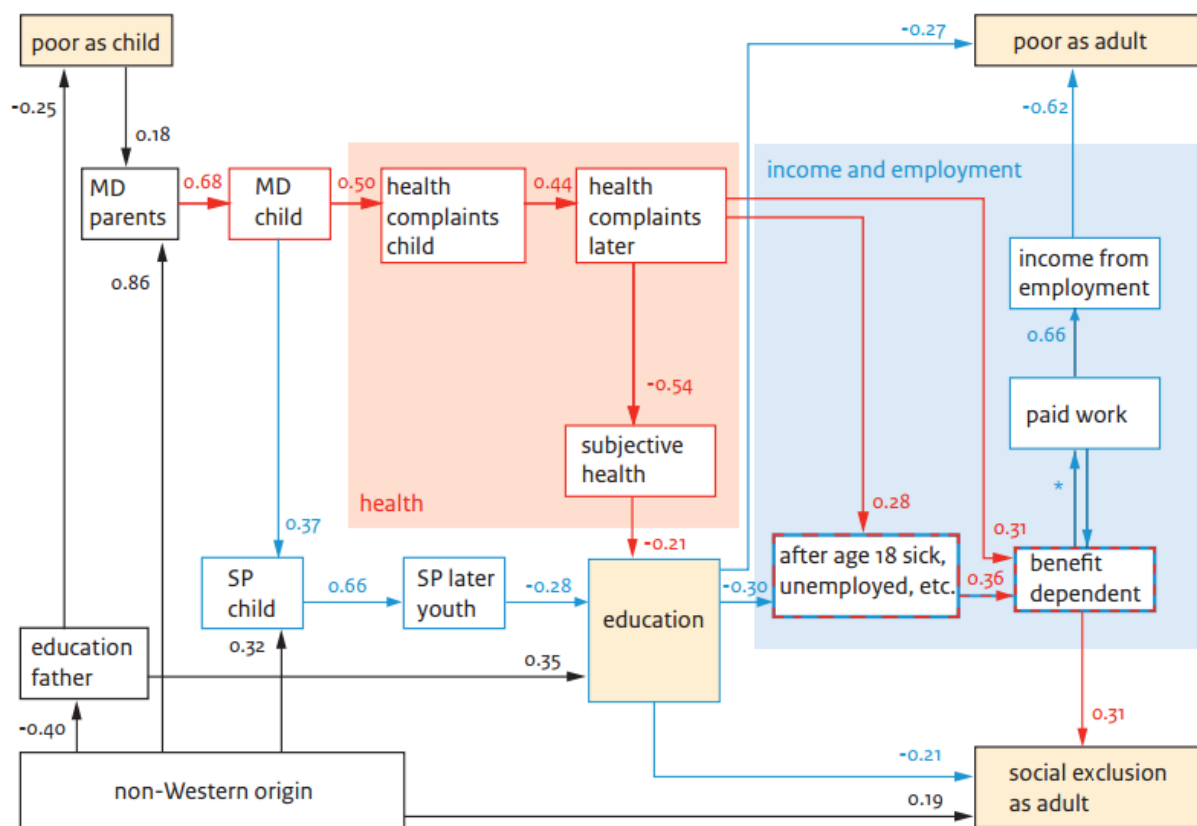 poor as child
-0.27
poor as adult
-0.25
0.18
-0.62
MD
parents
0.68
MD
child
0.50
health
complaints
child
0.44
health
complaints
later
income and employment
0.86
income from
employment
0.66
-0.54
paid work
subjective
health
health
*
0.37
0.28
-0.21
0.31
SP
child
0.66
SP later
youth
-0.28
education
-0.30
after age 18 sick,
unemployed, etc.
0.36
benefit
dependent
0.32
education
father
0.35
-0.40
0.31
-0.21
non-Western origin
0.19
social exclusion
as adult